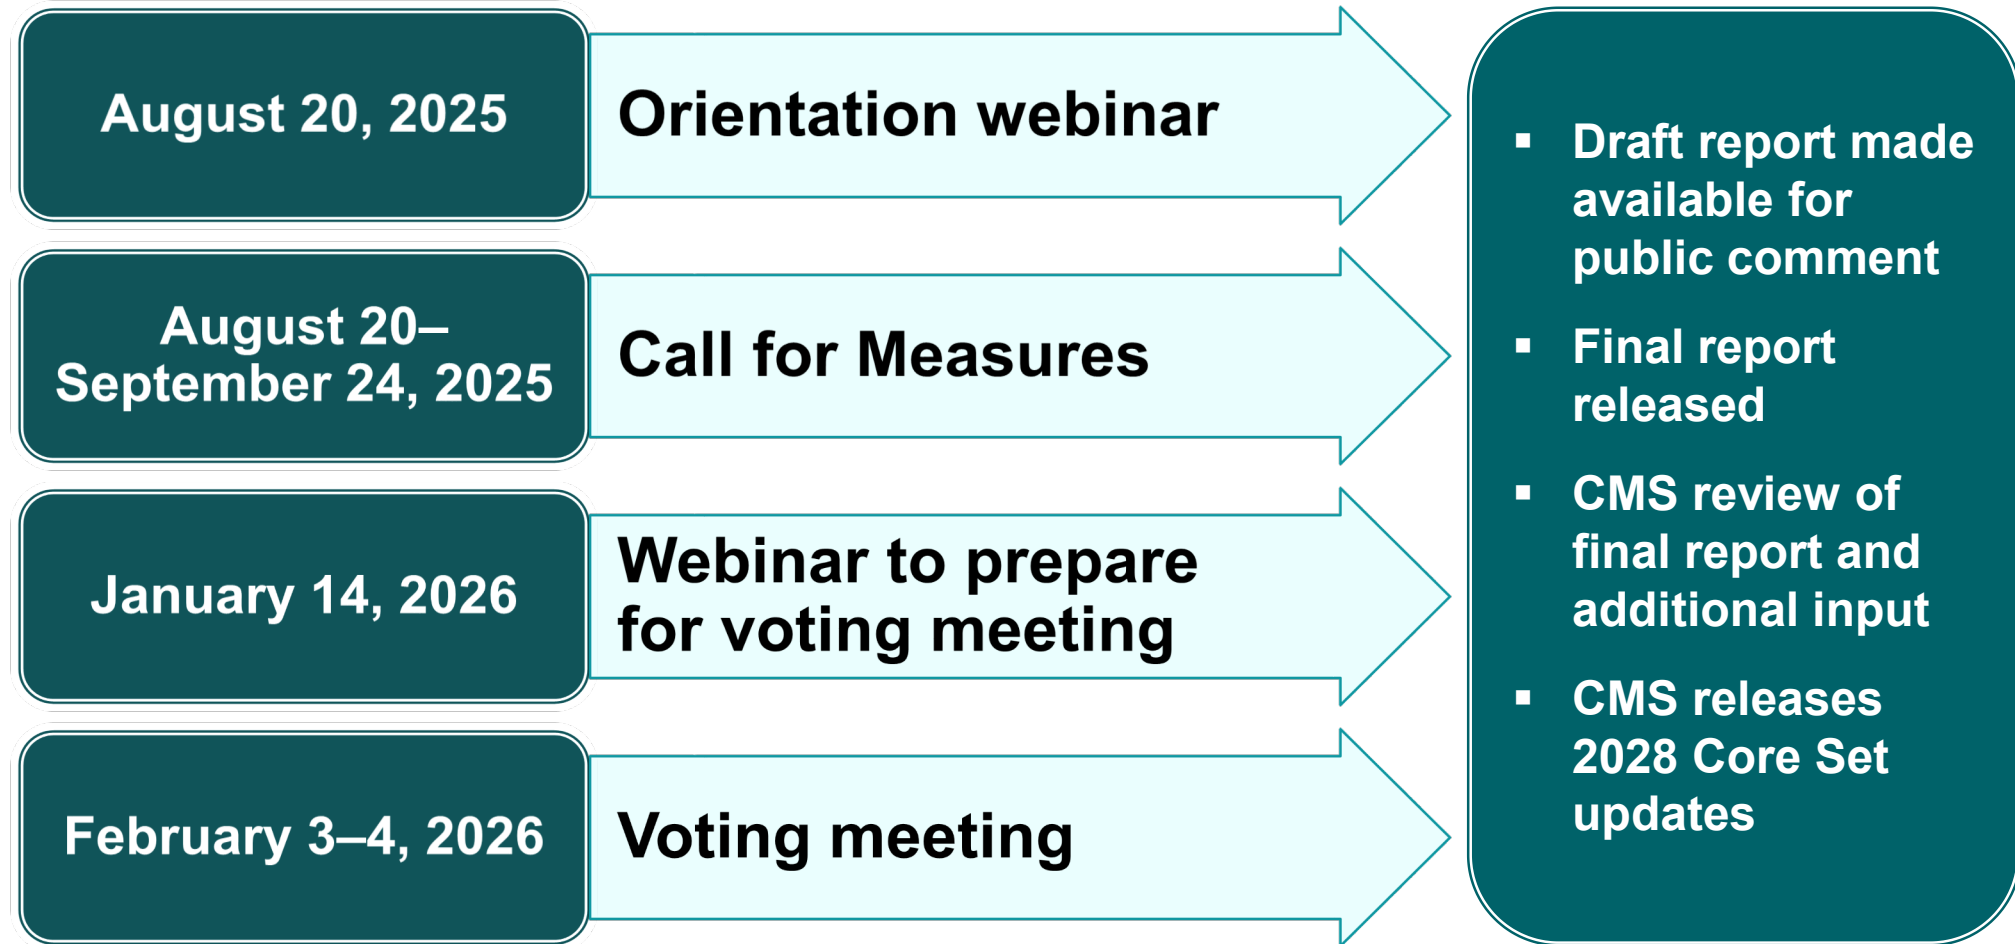 August 20, 2025
Orientation webinar
August 20–
September 24, 2025
Call for Measures
January 14, 2026
Webinar to prepare
for voting meeting
February 3–4, 2026
Voting meeting
▪ Draft report made
available for
public comment
▪ Final report
released
▪ CMS review of
final report and
additional input
▪ CMS releases
2028 Core Set
updates